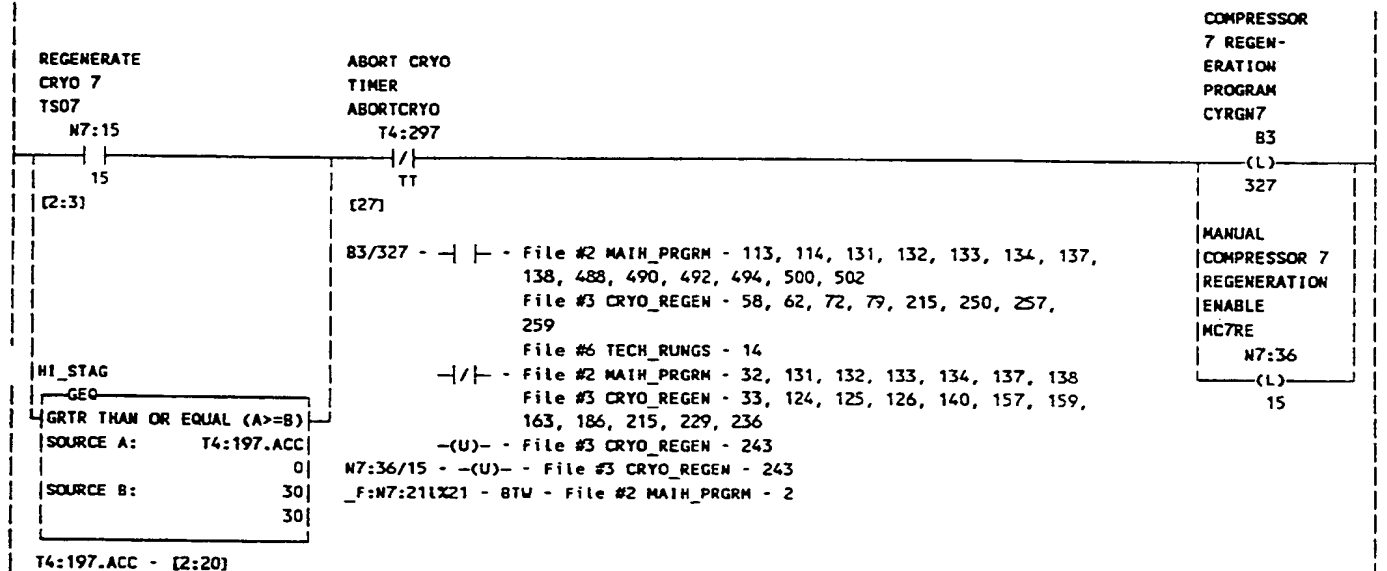 COMPRESSOR
7 REGEN-
ERATION
PROGRAM
CYRGN7
B3
(L)
327
REGENERATE
CRYO 7
TS07
N7:15
15
[2:3]
ABORT CRYO
TIMER
ABORTCRYO
T4:297
/
TT
[27]
MANUAL
COMPRESSOR 7
REGENERATION
ENABLE
MC7RE
N7:36
(L)
15
B3/327 - -| |- - File #2 MAIN_PRGRM - 113, 114, 131, 132, 133, 134, 137,
138, 488, 490, 492, 494, 500, 502
File #3 CRYO_REGEN - 58, 62, 72, 79, 215, 250, 257,
259
File #6 TECH_RUNGS - 14
-|/|- - File #2 MAIN_PRGRM - 32, 131, 132, 133, 134, 137, 138
File #3 CRYO_REGEN - 33, 124, 125, 126, 140, 157, 159,
163, 186, 215, 229, 236
-(U)- - File #3 CRYO_REGEN - 243
N7:36/15 - -(U)- - File #3 CRYO_REGEN - 243
_F:N7:21l%21 - BTW - File #2 MAIN_PRGRM - 2
HI_STAG
GEQ
GRTR THAN OR EQUAL (A>=B)
SOURCE A: T4:197.ACC
0
SOURCE B: 30
30
T4:197.ACC - [2:20]